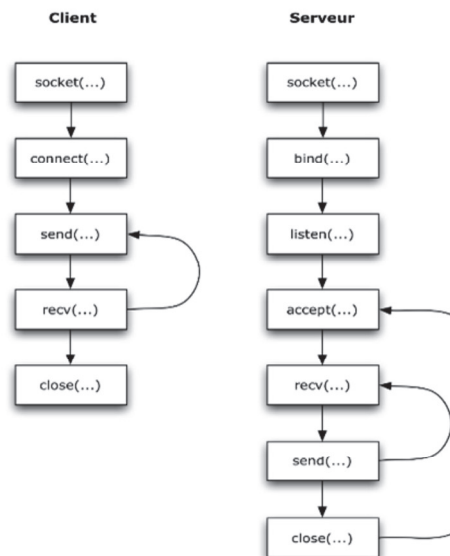 Client
socket(...)
connect(...)
send(...)
recv(...)
close(...)
Serveur
socket(...)
bind(...)
listen(...)
accept(...)
recv(...)
send(...)
close(...)